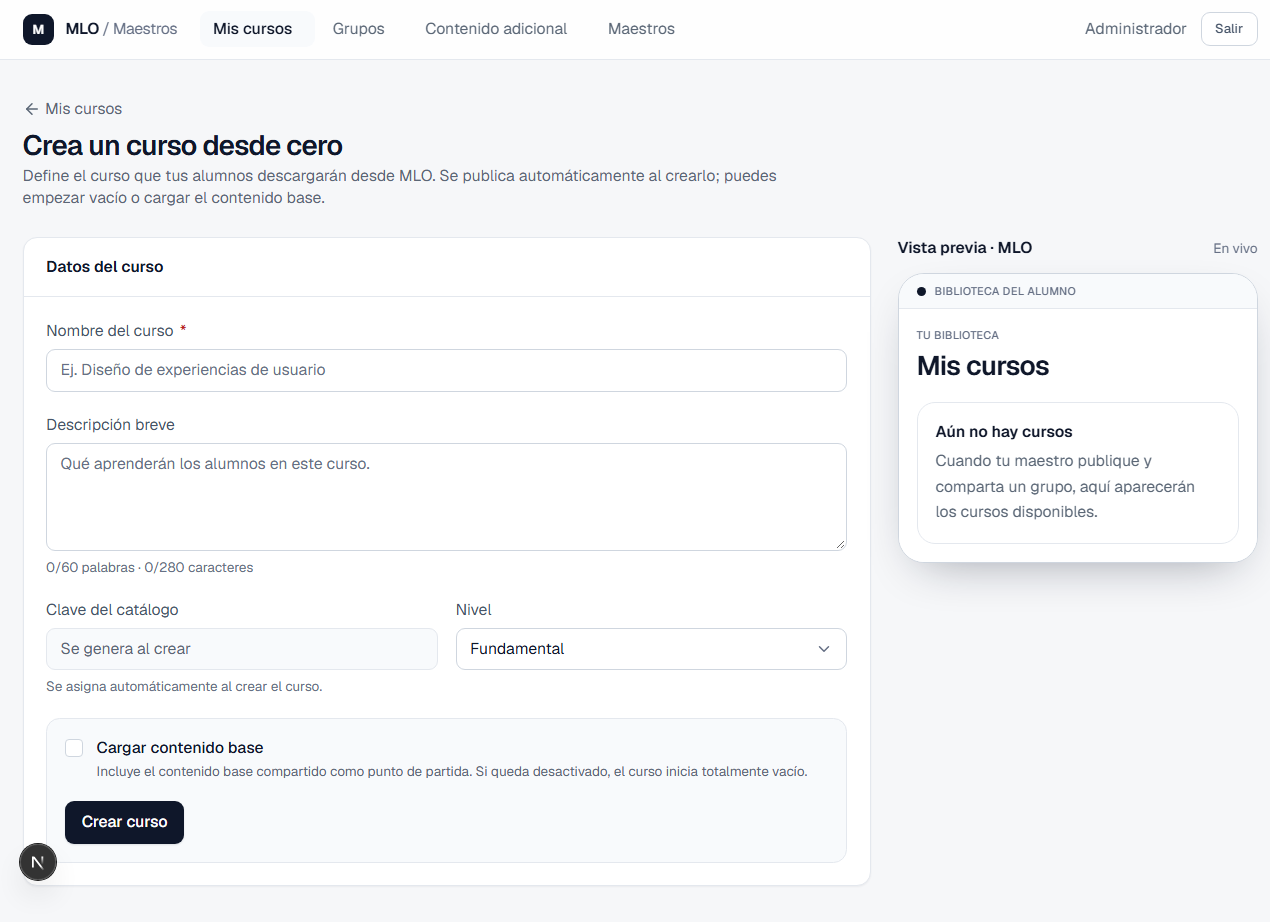 M MLO / Maestros Mis cursos Grupos Contenido adicional Maestros Administrador Salir
← Mis cursos
Crea un curso desde cero
Define el curso que tus alumnos descargarán desde MLO. Se publica automáticamente al crearlo; puedes
empezar vacío o cargar el contenido base.
Datos del curso
Nombre del curso *
Ej. Diseño de experiencias de usuario
Descripción breve
Qué aprenderán los alumnos en este curso.
0/60 palabras · 0/280 caracteres
Clave del catálogo Nivel
Se genera al crear Fundamental
Se asigna automáticamente al crear el curso.
Cargar contenido base
Incluye el contenido base compartido como punto de partida. Si queda desactivado, el curso inicia totalmente vacío.
Crear curso
N
Vista previa · MLO En vivo
BIBLIOTECA DEL ALUMNO
TU BIBLIOTECA
Mis cursos
Aún no hay cursos
Cuando tu maestro publique y
comparta un grupo, aquí aparecerán
los cursos disponibles.